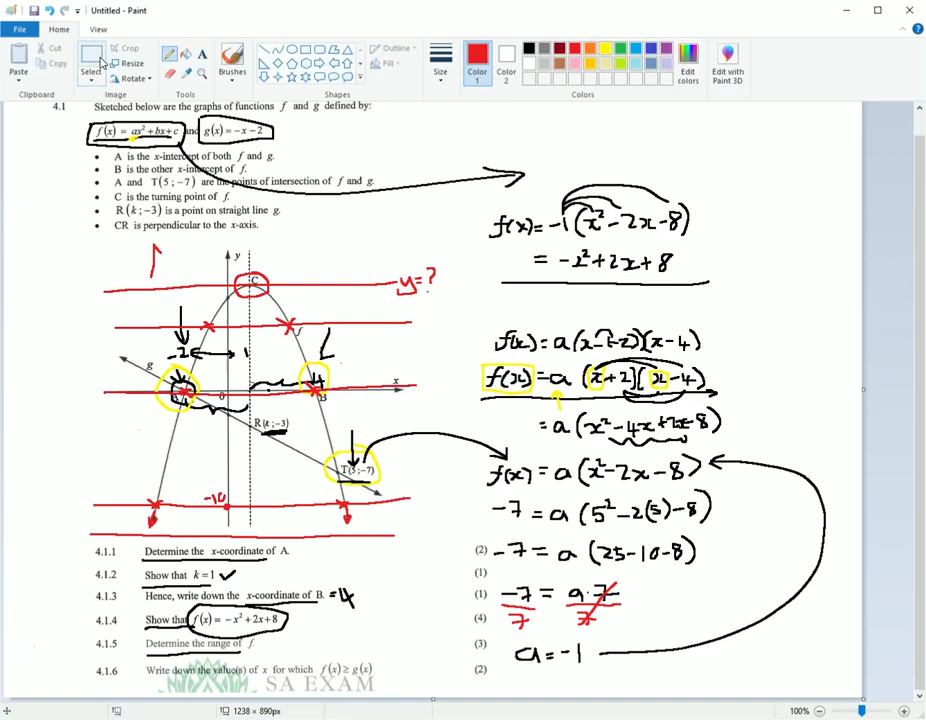 Untitled - Paint
File Home View
Paste
Cut
Copy
Clipboard
Select
Crop
Resize
Rotate
Image
A
Tools
Brushes
Outline
Fill
Shapes
Size
Color 1
Color 2
Colors
Edit colors
Edit with Paint 3D
4.1 Sketched below are the graphs of functions f and g defined by:
f(x) = ax² + bx + c and g(x) = −x − 2
• A is the x-intercept of both f and g.
• B is the other x-intercept of f.
• A and T(5 ; −7) are the points of intersection of f and g.
• C is the turning point of f.
• R(k ; −3) is a point on straight line g.
• CR is perpendicular to the x-axis.
y
C
y=?
f
-2
1
4
g
x
A
0
B
R(k ; −3)
T(5 ; −7)
-10
4.1.1 Determine the x-coordinate of A. (2)
4.1.2 Show that k = 1 (1)
4.1.3 Hence, write down the x-coordinate of B. =4 (1)
4.1.4 Show that f(x) = −x² + 2x + 8 (4)
4.1.5 Determine the range of f. (3)
4.1.6 Write down the value(s) of x for which f(x) ≥ g(x) (2)
SA EXAM
f(x)=-1(x²-2x-8)
= -x²+2x+8
f(x)=a(x-(-2))(x-4)
f(x)=a(x+2)(x-4)
=a(x²-4x+2x-8)
f(x)=a(x²-2x-8)
-7=a(5²-2(5)-8)
-7=a(25-10-8)
-7=a·7
7 7
a=-1
1238 × 890px
100%